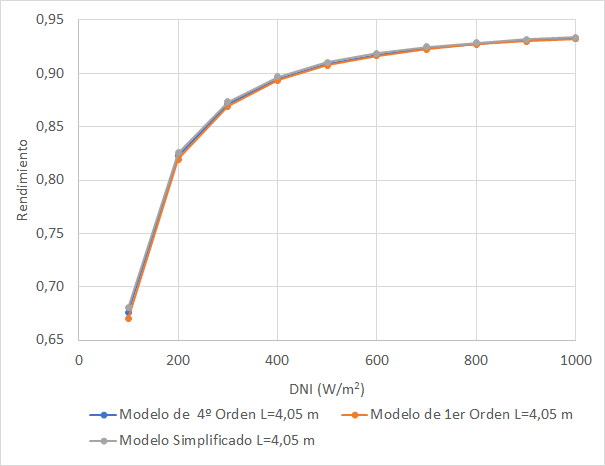 0,95
0,90
0,85
0,80
0,75
0,70
0,65
Rendimiento
0 200 400 600 800 1000
DNI (W/m²)
Modelo de 4º Orden L=4,05 m Modelo de 1er Orden L=4,05 m
Modelo Simplificado L=4,05 m